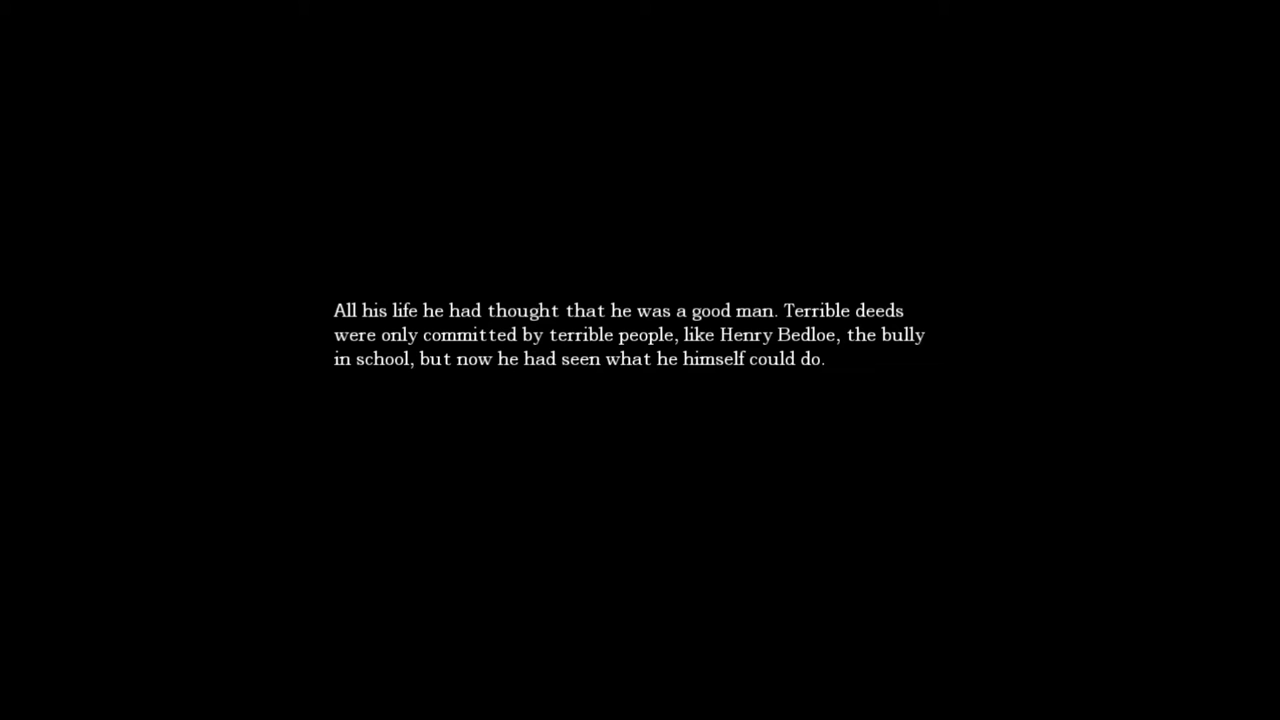 All his life he had thought that he was a good man. Terrible deeds
were only committed by terrible people, like Henry Bedloe, the bully
in school, but now he had seen what he himself could do.